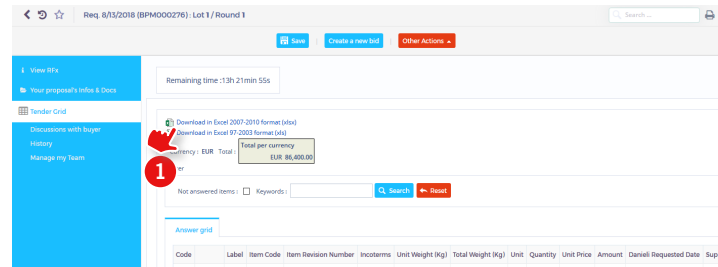 Req. 8/13/2018 (BPM000276) : Lot 1 / Round 1
Search ...
Save
Create a new bid
Other Actions
View RFx
Your proposal's Infos & Docs
Tender Grid
Discussions with buyer
History
Manage my Team
Remaining time :13h 21min 55s
Download in Excel 2007-2010 format (xlsx)
Download in Excel 97-2003 format (xls)
Currency : EUR Total :
Total per currency
EUR 86,400.00
1
Not answered items : Keywords : Search Reset
Answer grid
Code Label Item Code Item Revision Number Incoterms Unit Weight (Kg) Total Weight (Kg) Unit Quantity Unit Price Amount Danieli Requested Date Sup